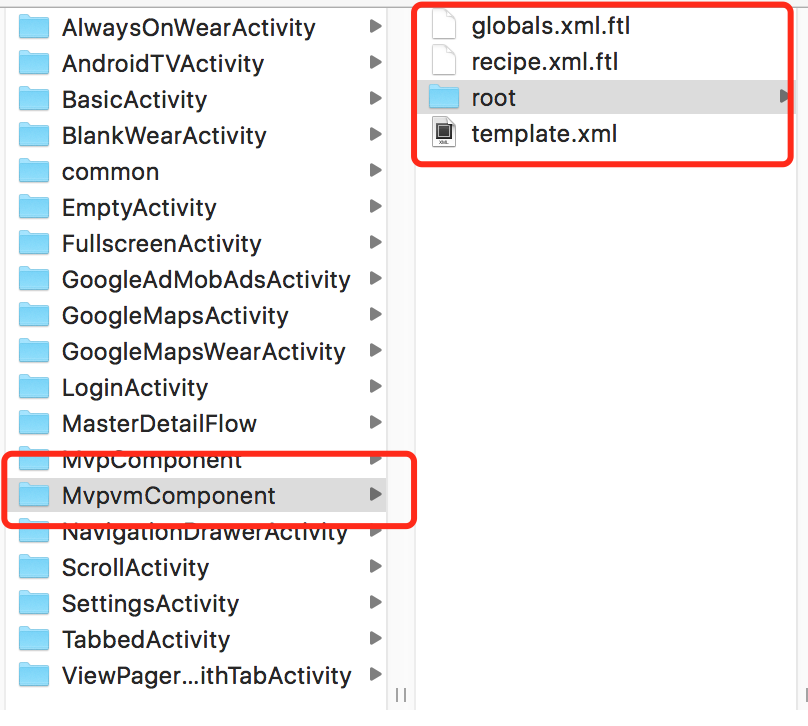 AlwaysOnWearActivity
AndroidTVActivity
BasicActivity
BlankWearActivity
common
EmptyActivity
FullscreenActivity
GoogleAdMobAdsActivity
GoogleMapsActivity
GoogleMapsWearActivity
LoginActivity
MasterDetailFlow
MvpComponent
MvpvmComponent
NavigationDrawerActivity
ScrollActivity
SettingsActivity
TabbedActivity
ViewPager...ithTabActivity
globals.xml.ftl
recipe.xml.ftl
root
XML
template.xml